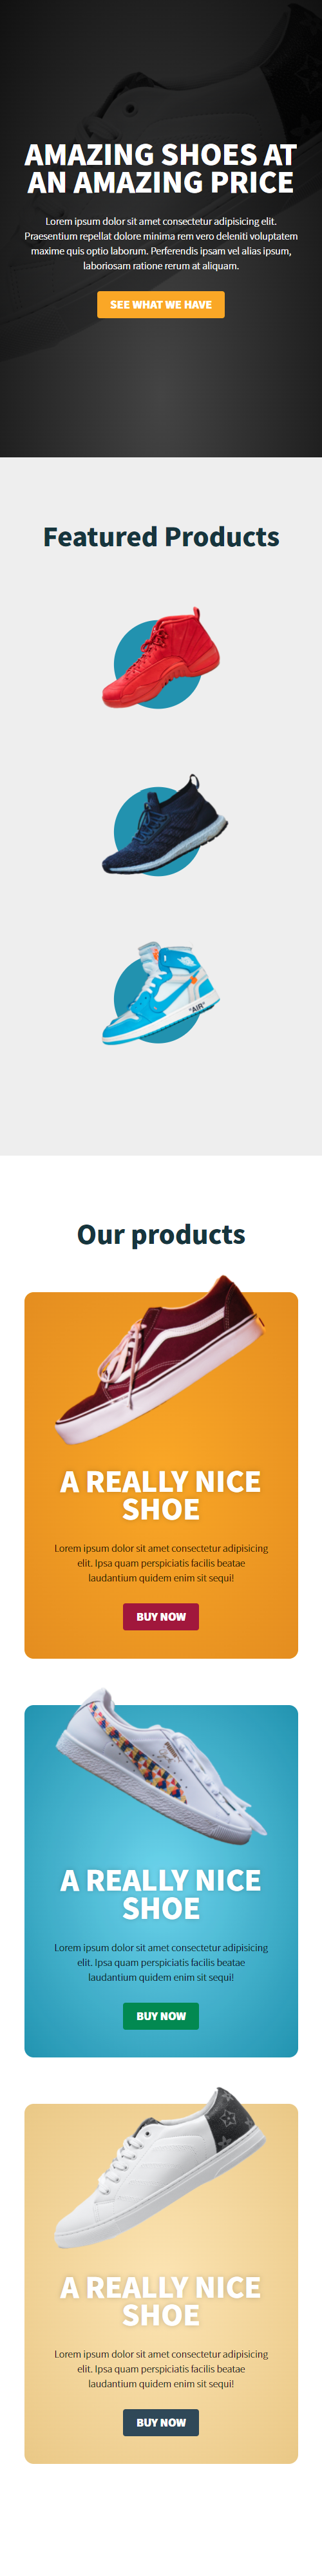 AMAZING SHOES AT
AN AMAZING PRICE
Lorem ipsum dolor sit amet consectetur adipisicing elit.
Praesentium repellat dolore minima rem vero deleniti voluptatem
maxime quis optio laborum. Perferendis ipsam vel alias ipsum,
laboriosam ratione rerum at aliquam.
SEE WHAT WE HAVE
Featured Products
"AIR"
Our products
A REALLY NICE
SHOE
Lorem ipsum dolor sit amet consectetur adipisicing
elit. Ipsa quam perspiciatis facilis beatae
laudantium quidem enim sit sequi!
BUY NOW
A REALLY NICE
SHOE
Lorem ipsum dolor sit amet consectetur adipisicing
elit. Ipsa quam perspiciatis facilis beatae
laudantium quidem enim sit sequi!
BUY NOW
A REALLY NICE
SHOE
Lorem ipsum dolor sit amet consectetur adipisicing
elit. Ipsa quam perspiciatis facilis beatae
laudantium quidem enim sit sequi!
BUY NOW